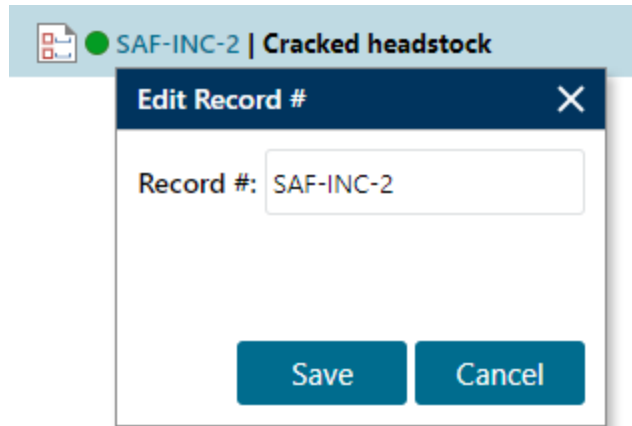 SAF-INC-2 | Cracked headstock
Edit Record #
Record #: SAF-INC-2
Save Cancel